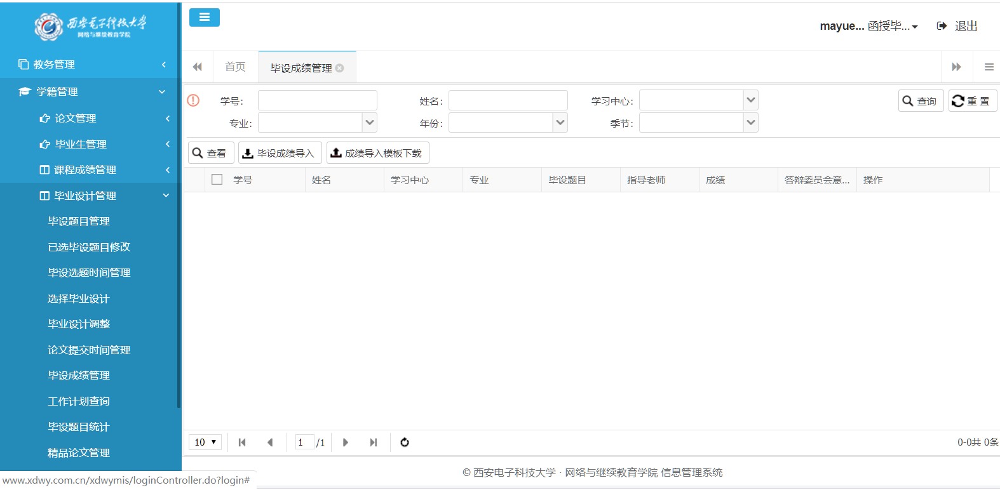 西安电子科技大学
网络与继续教育学院
教务管理
学籍管理
论文管理
毕业生管理
课程成绩管理
毕业设计管理
毕设题目管理
已选毕设题目修改
毕设选题时间管理
选择毕业设计
毕业设计调整
论文提交时间管理
毕设成绩管理
工作计划查询
毕设题目统计
精品论文管理
www.xdwy.com.cn/xdwymis/loginController.do?login#
mayue... 函授毕... 退出
首页 毕设成绩管理
学号: 姓名: 学习中心: 查询 重 置
专业: 年份: 季节:
查看 毕设成绩导入 成绩导入模板下载
学号 姓名 学习中心 专业 毕设题目 指导老师 成绩 答辩委员会意... 操作
10 1 /1 0-0共 0条
© 西安电子科技大学 · 网络与继续教育学院 信息管理系统